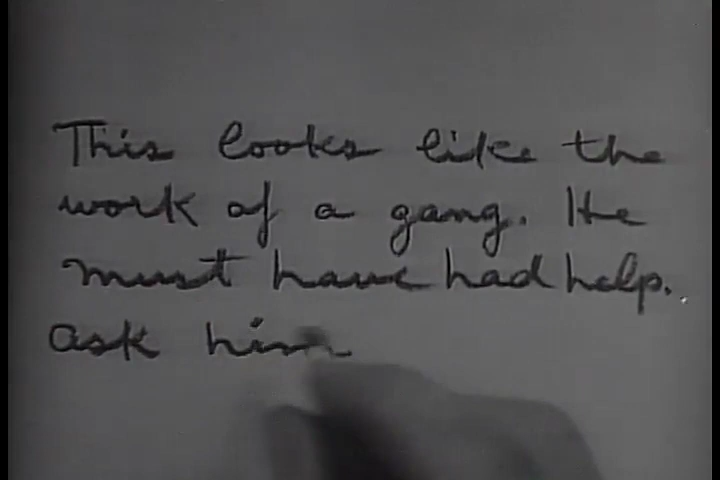 This looks like the
work of a gang. He
must have had help.
ask him